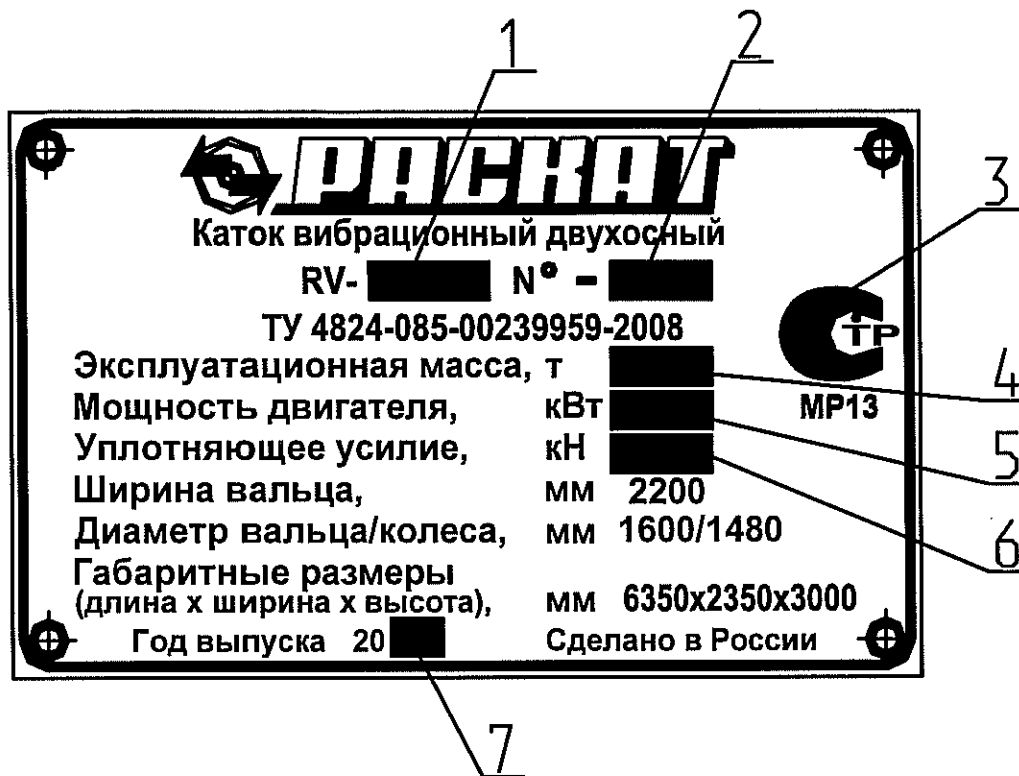 1
2
РАСКАТ
3
Каток вибрационный двухосный
RV- N° -
ТУ 4824-085-00239959-2008
ТР
Эксплуатационная масса, т
4
Мощность двигателя, кВт
МР13
Уплотняющее усилие, кН
5
Ширина вальца, мм 2200
Диаметр вальца/колеса, мм 1600/1480
6
Габаритные размеры
(длина х ширина х высота), мм 6350х2350х3000
Год выпуска 20 Сделано в России
7